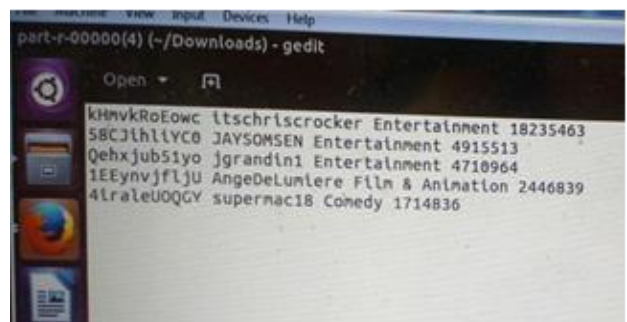 File Machine View Input Devices Help
part-r-00000(4) (~/Downloads) - gedit
Open
kHmvkRoEowc itschriscrocker Entertainment 18235463
58CJihliYC0 JAYSOMSEN Entertainment 4915513
Qehxjub51yo jgrandin1 Entertainment 4710964
1EEynvjfljU AngeDeLumiere Film & Animation 2446839
4iraleUOQGY supermac18 Comedy 1714836